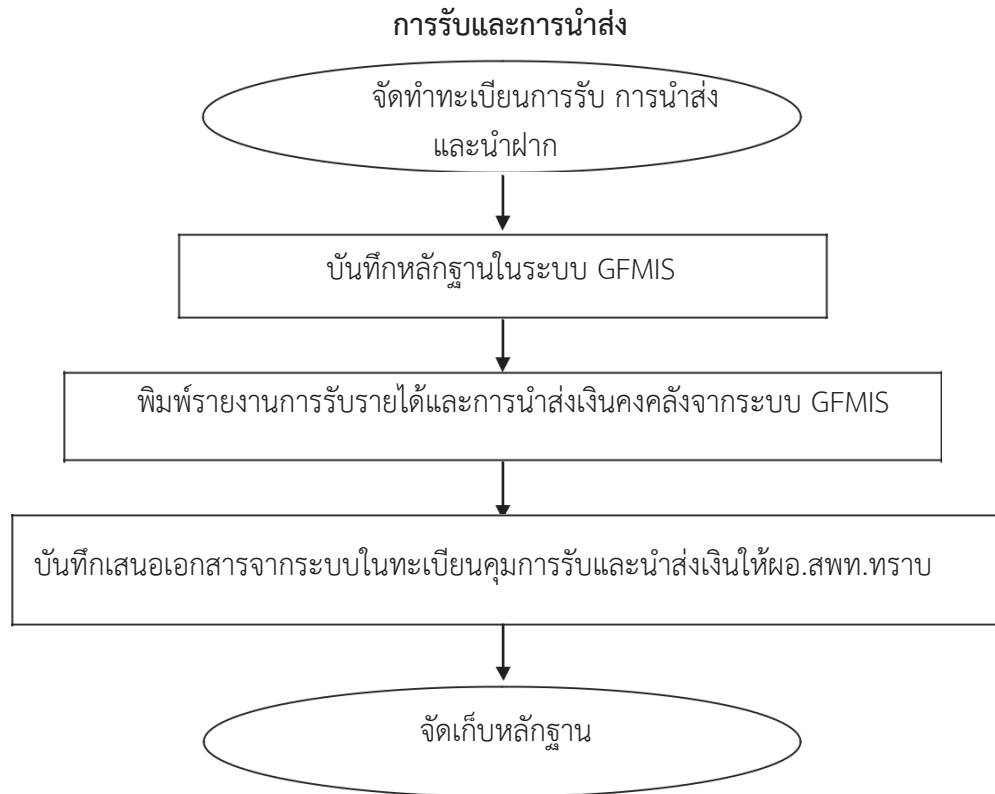 การรับและการนำส่ง
จัดทำทะเบียนการรับ การนำส่ง
และนำฝาก
บันทึกหลักฐานในระบบ GFMIS
พิมพ์รายงานการรับรายได้และการนำส่งเงินคงคลังจากระบบ GFMIS
บันทึกเสนอเอกสารจากระบบในทะเบียนคุมการรับและนำส่งเงินให้ผอ.สพท.ทราบ
จัดเก็บหลักฐาน